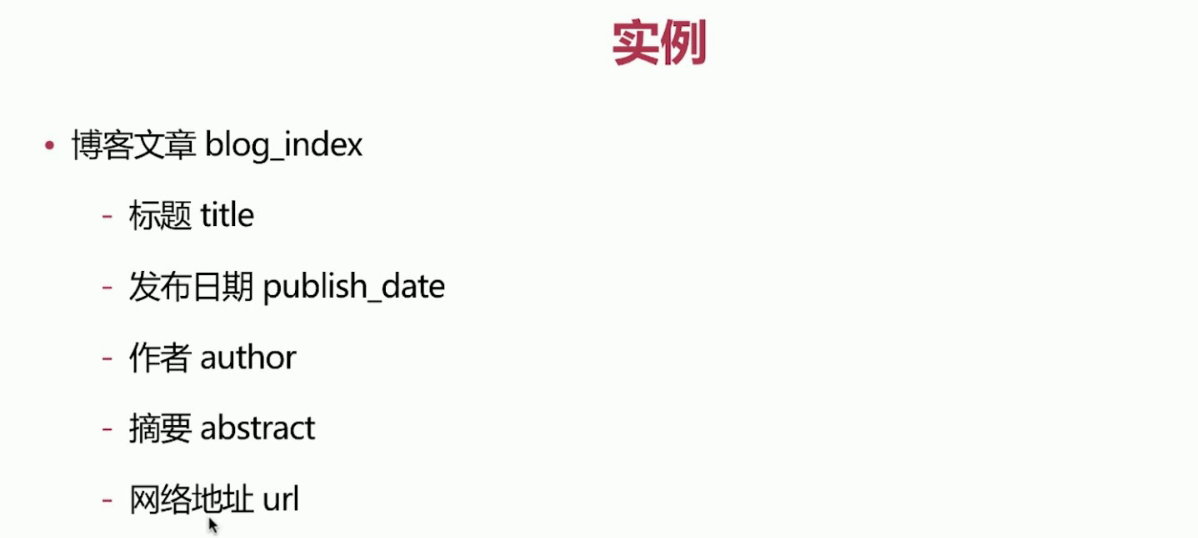 实例
• 博客文章 blog_index
- 标题 title
- 发布日期 publish_date
- 作者 author
- 摘要 abstract
- 网络地址 url